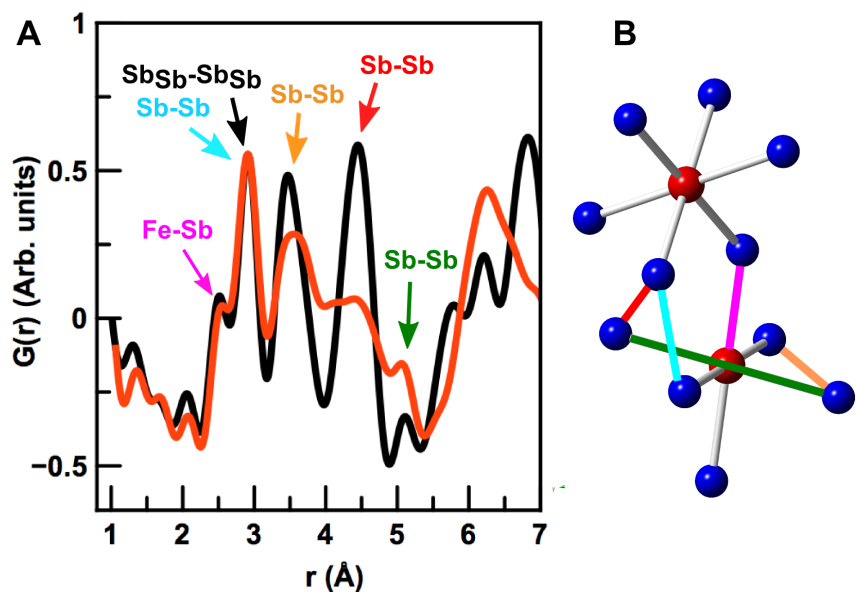 A
B
1
Sb-Sb
SbSb-SbSb
Sb-Sb
Sb-Sb
0.5
Fe-Sb
Sb-Sb
G(r) (Arb. units)
0
−0.5
1 2 3 4 5 6 7
r (Å)